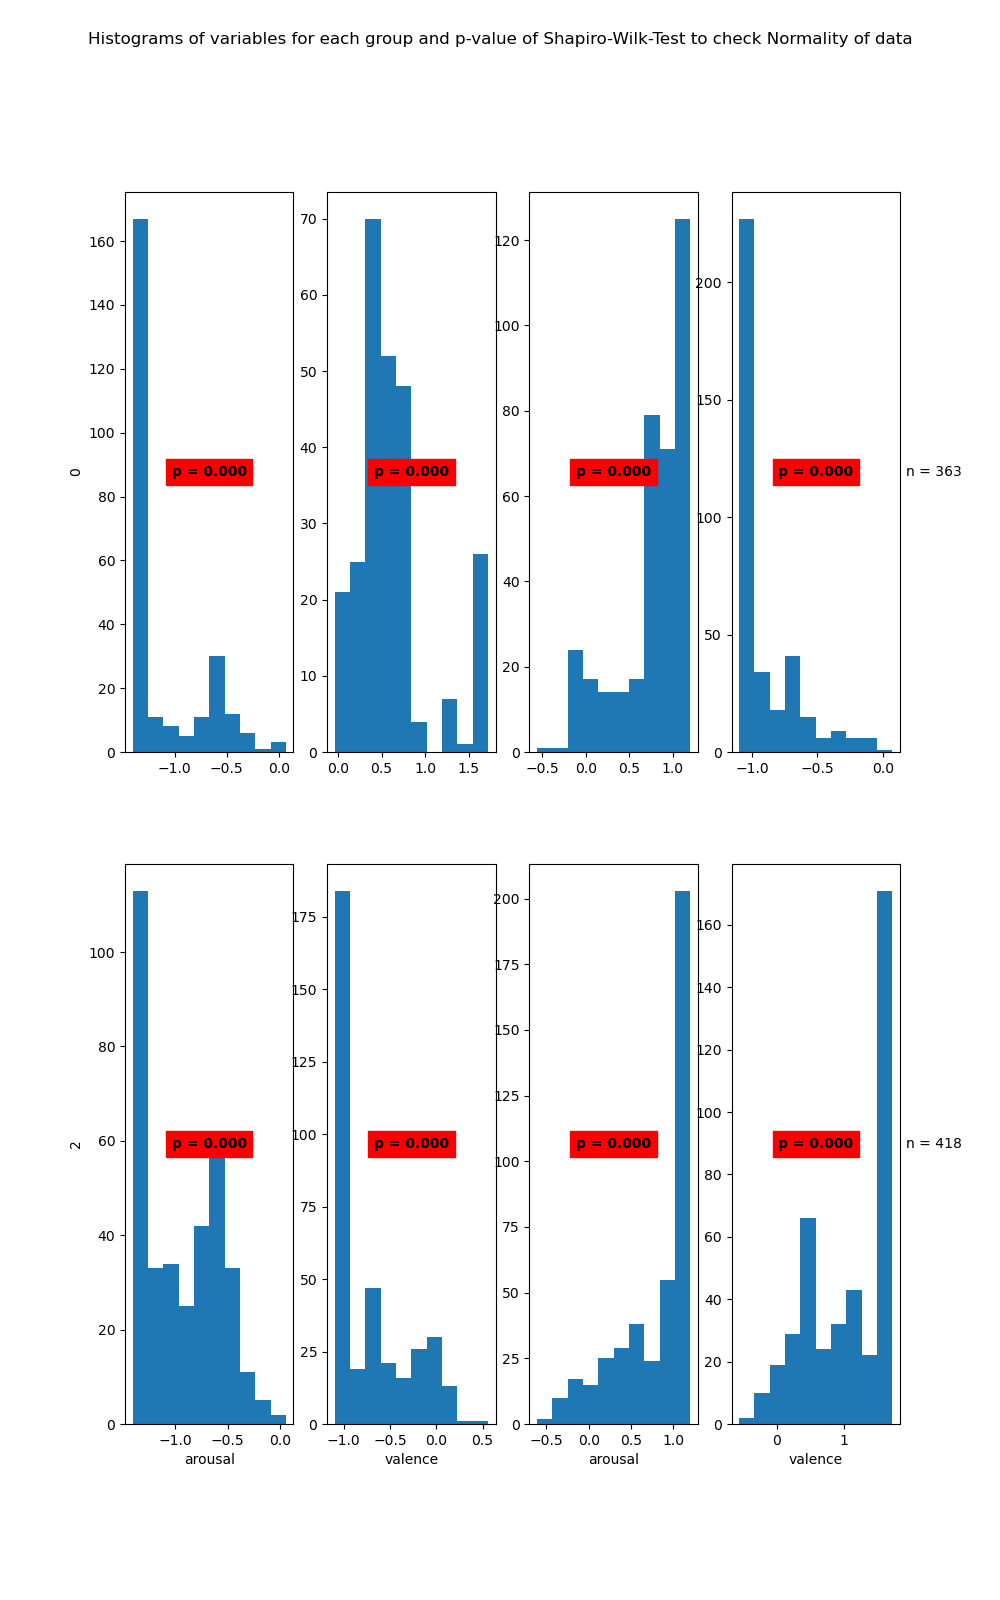 Histograms of variables for each group and p-value of Shapiro-Wilk-Test to check Normality of data
0
160
140
120
100
80
60
40
20
0
p = 0.000
−1.0 −0.5 0.0
70
60
50
40
30
20
10
0
p = 0.000
0.0 0.5 1.0 1.5
120
100
80
60
40
20
0
p = 0.000
−0.5 0.0 0.5 1.0
200
150
100
50
0
p = 0.000
−1.0 −0.5 0.0
n = 363
2
100
80
60
40
20
0
p = 0.000
−1.0 −0.5 0.0
arousal
175
150
125
100
75
50
25
0
p = 0.000
−1.0 −0.5 0.0 0.5
valence
200
175
150
125
100
75
50
25
0
p = 0.000
−0.5 0.0 0.5 1.0
arousal
160
140
120
100
80
60
40
20
0
p = 0.000
0 1
valence
n = 418